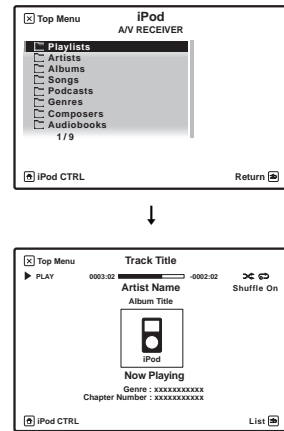 Top Menu
iPod
A/V RECEIVER
Playlists
Artists
Albums
Songs
Podcasts
Genres
Composers
Audiobooks
1 / 9
iPod CTRL
Return
Top Menu
Track Title
PLAY
0003:02
-0002:02
Artist Name
Shuffle On
Album Title
iPod
Now Playing
Genre : xxxxxxxxxxx
Chapter Number : xxxxxxxxxxx
iPod CTRL
List